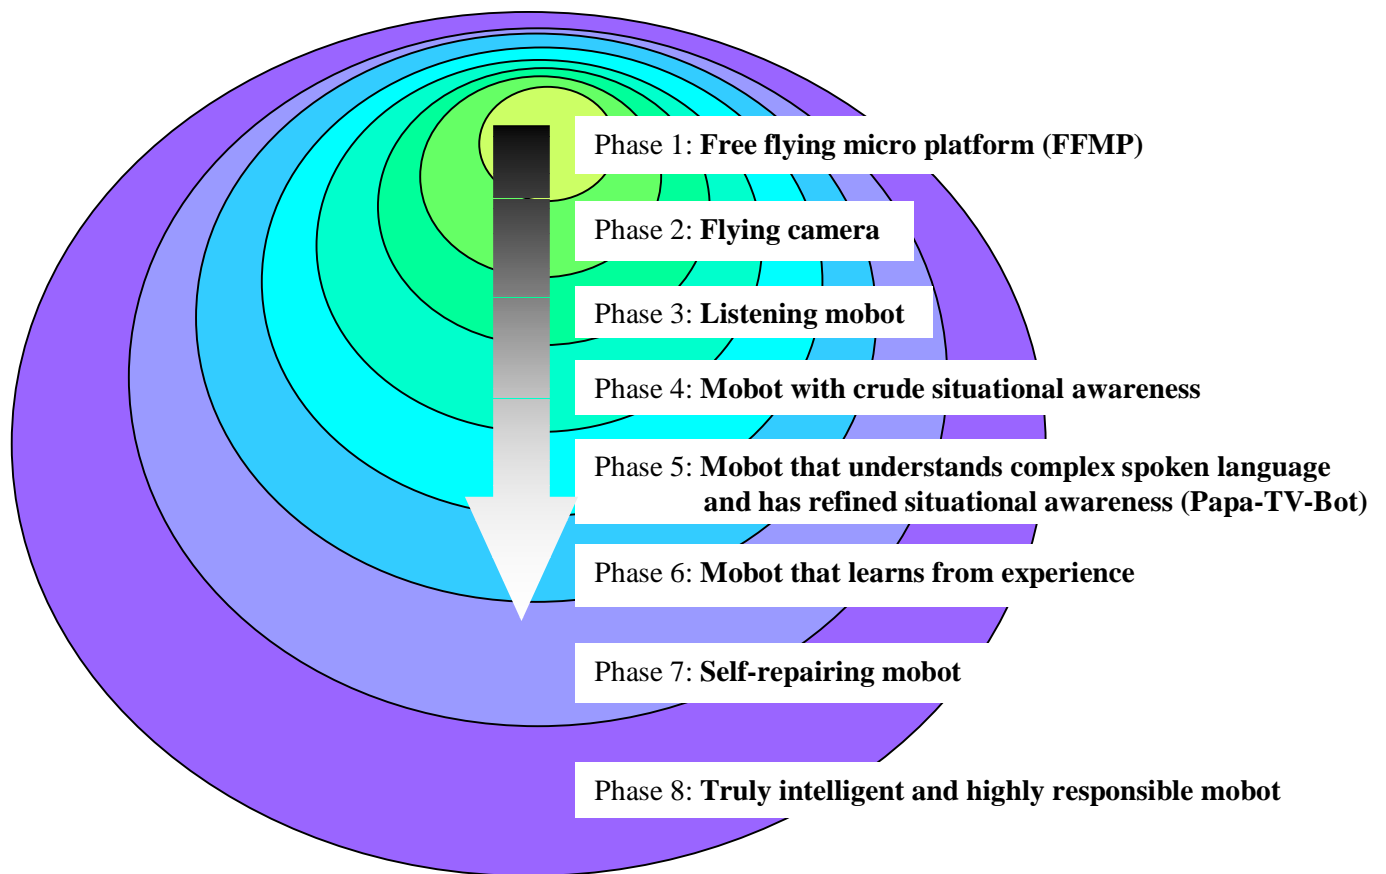 Phase 1: Free flying micro platform (FFMP)
Phase 2: Flying camera
Phase 3: Listening mobot
Phase 4: Mobot with crude situational awareness
Phase 5: Mobot that understands complex spoken language
and has refined situational awareness (Papa-TV-Bot)
Phase 6: Mobot that learns from experience
Phase 7: Self-repairing mobot
Phase 8: Truly intelligent and highly responsible mobot